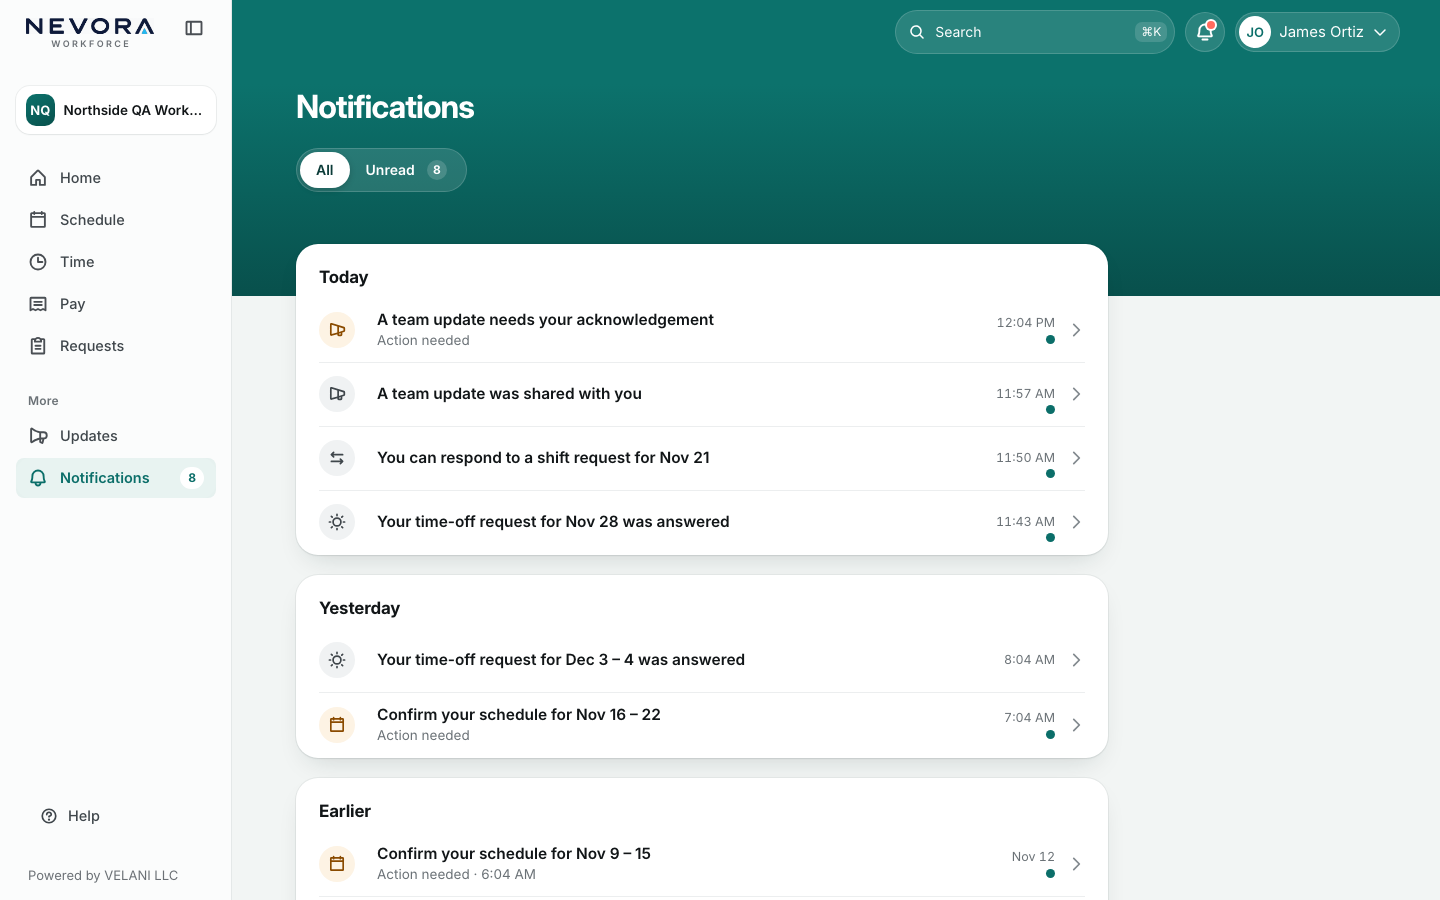 NEVORA
WORKFORCE
NQ Northside QA Work...
Home
Schedule
Time
Pay
Requests
More
Updates
Notifications 8
Help
Powered by VELANI LLC
Search ⌘K
JO James Ortiz
Notifications
All Unread 8
Today
A team update needs your acknowledgement
Action needed
12:04 PM
A team update was shared with you
11:57 AM
You can respond to a shift request for Nov 21
11:50 AM
Your time-off request for Nov 28 was answered
11:43 AM
Yesterday
Your time-off request for Dec 3 – 4 was answered
8:04 AM
Confirm your schedule for Nov 16 – 22
Action needed
7:04 AM
Earlier
Confirm your schedule for Nov 9 – 15
Action needed · 6:04 AM
Nov 12